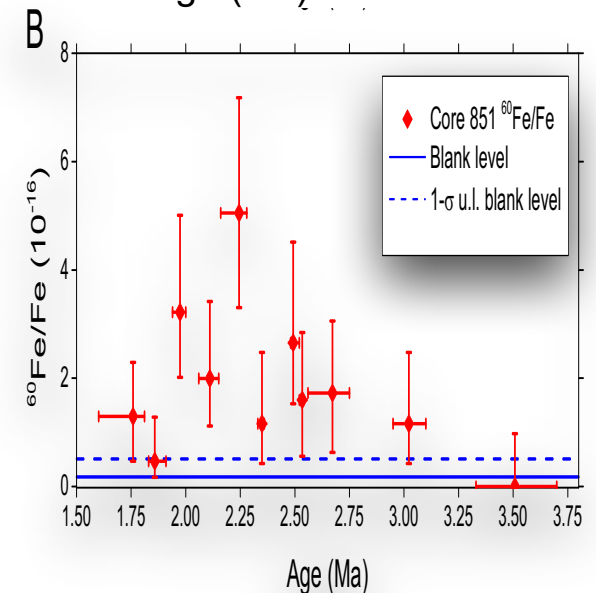 B
Core 851 ⁶⁰Fe/Fe
Blank level
1-σ u.l. blank level
⁶⁰Fe/Fe (10⁻¹⁶)
8
6
4
2
0
1.50 1.75 2.00 2.25 2.50 2.75 3.00 3.25 3.50 3.75
Age (Ma)